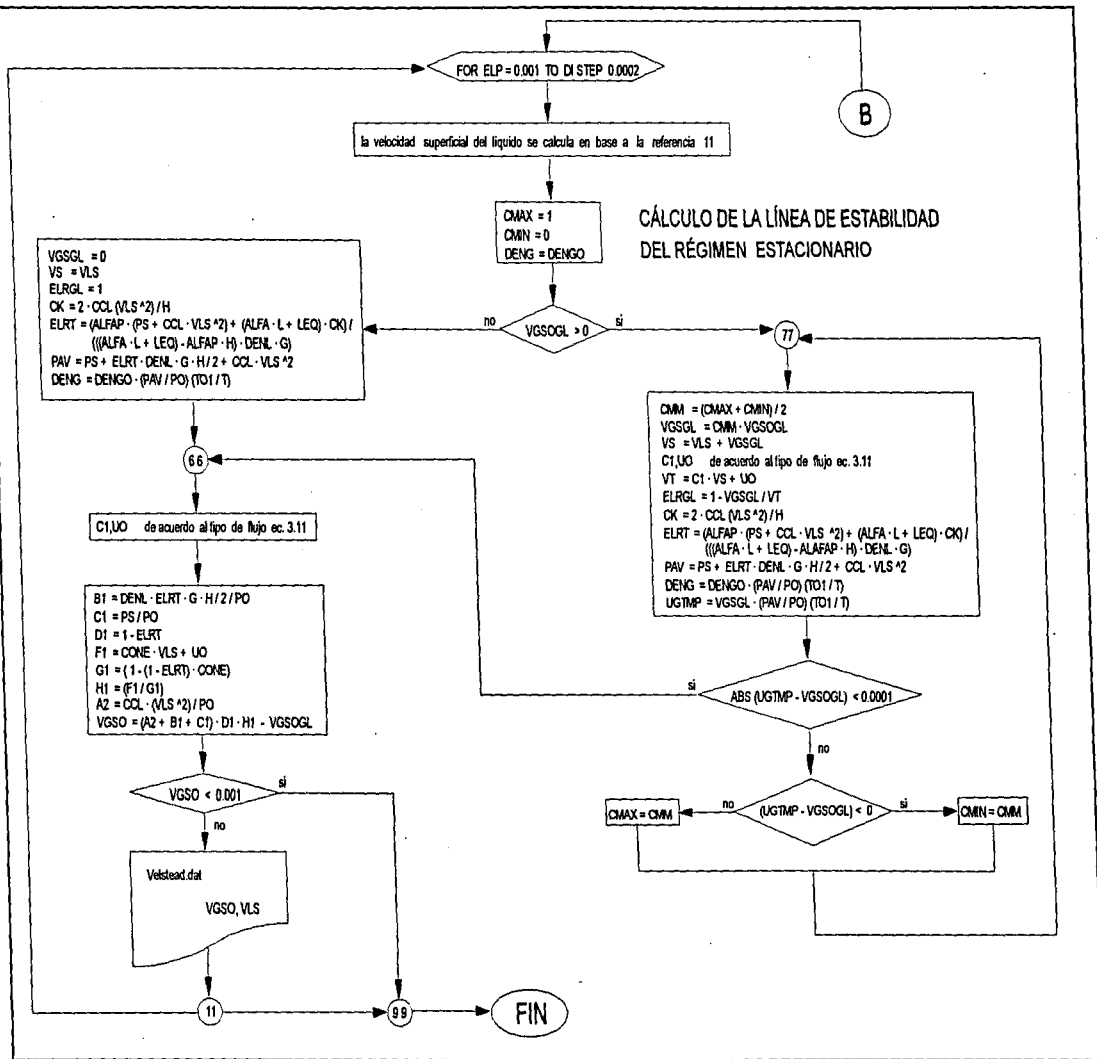 FOR ELP = 0.001 TO DI STEP 0.0002
B
la velocidad superficial del liquido se calcula en base a la referencia 11
CMAX = 1
CMIN = 0
DENG = DENGO
CÁLCULO DE LA LÍNEA DE ESTABILIDAD
DEL RÉGIMEN ESTACIONARIO
VGSOGL > 0
no
si
VGSGL = 0
VS = VLS
ELRGL = 1
CK = 2 · CCL (VLS ^2) / H
ELRT = (ALFAP · (PS + CCL · VLS ^2) + (ALFA · L + LEQ) · CK) /
(((ALFA · L + LEQ) - ALFAP · H) · DENL · G)
PAV = PS + ELRT · DENL · G · H / 2 + CCL · VLS ^2
DENG = DENGO · (PAV / PO) (TO1 / T)
66
C1,UO de acuerdo al tipo de flujo ec. 3.11
B1 = DENL · ELRT · G · H / 2 / PO
C1 = PS / PO
D1 = 1 - ELRT
F1 = CONE · VLS + UO
G1 = ( 1 - (1 - ELRT) · CONE)
H1 = (F1 / G1)
A2 = CCL · (VLS ^2) / PO
VGSO = (A2 + B1 + C1) · D1 · H1 - VGSOGL
VGSO < 0.001
si
no
Velstead.dat
VGSO, VLS
11
99
FIN
77
CMM = (CMAX + CMIN) / 2
VGSGL = CMM · VGSOGL
VS = VLS + VGSGL
C1,UO de acuerdo al tipo de flujo ec. 3.11
VT = C1 · VS + UO
ELRGL = 1 - VGSGL / VT
CK = 2 · CCL (VLS ^2) / H
ELRT = (ALFAP · (PS + CCL · VLS ^2) + (ALFA · L + LEQ) · CK) /
(((ALFA · L + LEQ) - ALAFAP · H) · DENL · G)
PAV = PS + ELRT · DENL · G · H / 2 + CCL · VLS ^2
DENG = DENGO · (PAV / PO) (TO1 / T)
UGTMP = VGSGL · (PAV / PO) (TO1 / T)
ABS (UGTMP - VGSOGL) < 0.0001
si
no
(UGTMP - VGSOGL) < 0
no
si
CMAX = CMM
CMIN = CMM